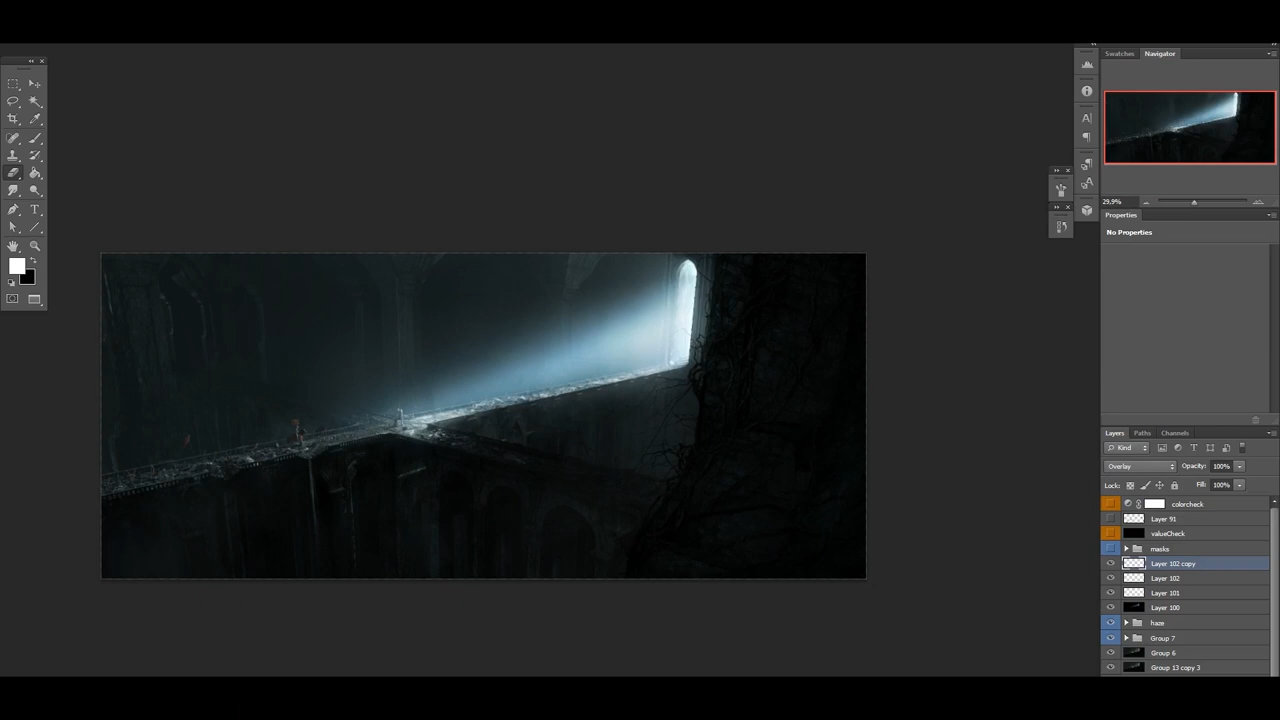 Swatches Navigator
29,9%
Properties
No Properties
Layers Paths Channels
Kind
Overlay Opacity: 100%
Lock: Fill: 100%
colorcheck
Layer 91
valueCheck
masks
Layer 102 copy
Layer 102
Layer 101
Layer 100
haze
Group 7
Group 6
Group 13 copy 3